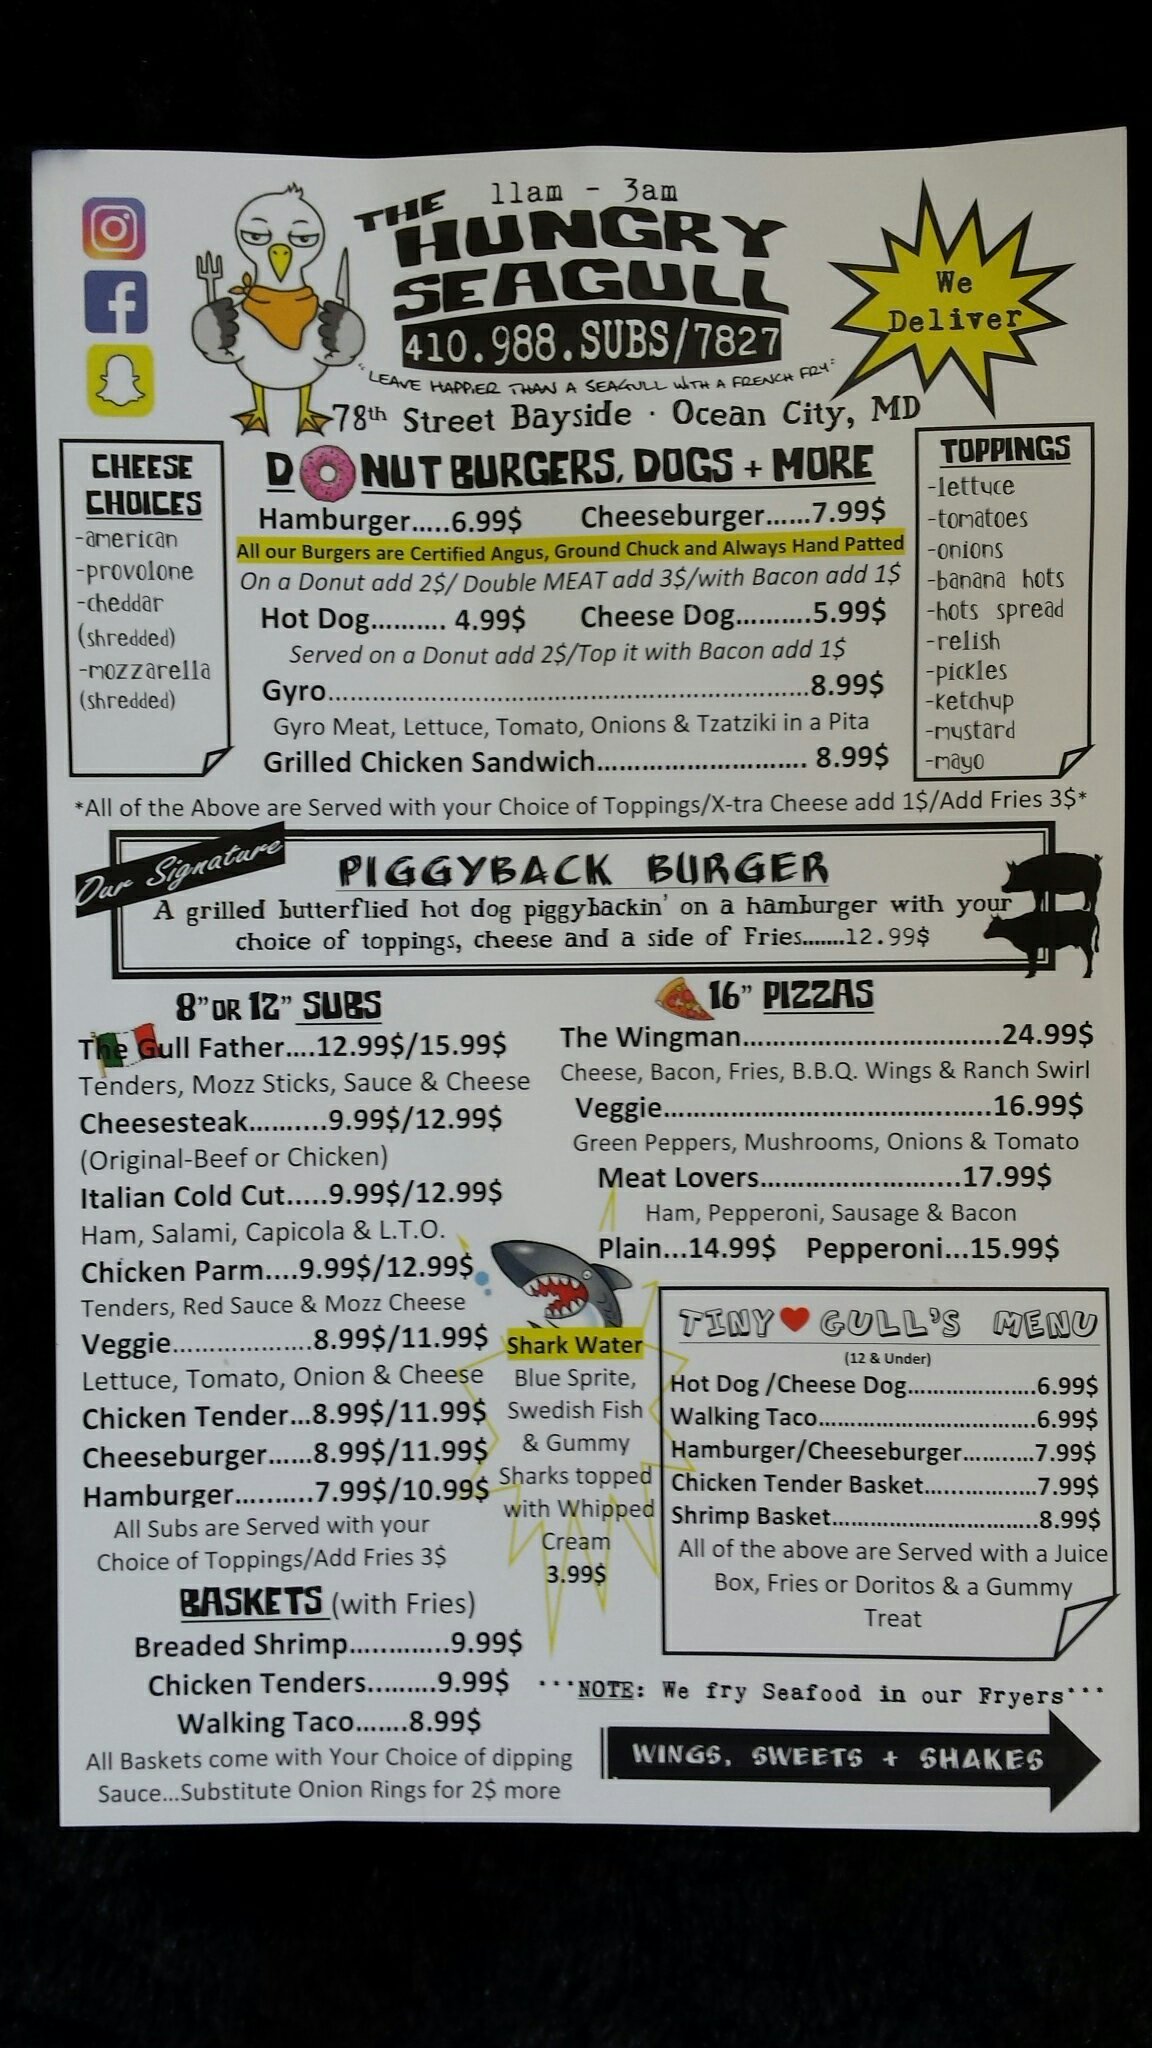 11am - 3am
THE
HUNGRY
SEAGULL
410.988.SUBS/7827
"LEAVE HAPPIER THAN A SEAGULL WITH A FRENCH FRY"
78th Street Bayside · Ocean City, MD
We
Deliver
CHEESE
CHOICES
-american
-provolone
-cheddar
(shredded)
-mozzarella
(shredded)
DONUT BURGERS, DOGS + MORE
Hamburger.....6.99$ Cheeseburger......7.99$
All our Burgers are Certified Angus, Ground Chuck and Always Hand Patted
On a Donut add 2$/ Double MEAT add 3$/with Bacon add 1$
Hot Dog.......... 4.99$ Cheese Dog..........5.99$
Served on a Donut add 2$/Top it with Bacon add 1$
Gyro......................................................8.99$
Gyro Meat, Lettuce, Tomato, Onions & Tzatziki in a Pita
Grilled Chicken Sandwich............................ 8.99$
TOPPINGS
-lettuce
-tomatoes
-onions
-banana hots
-hots spread
-relish
-pickles
-ketchup
-mustard
-mayo
*All of the Above are Served with your Choice of Toppings/X-tra Cheese add 1$/Add Fries 3$*
Our Signature
PIGGYBACK BURGER
A grilled butterflied hot dog piggybackin' on a hamburger with your
choice of toppings, cheese and a side of Fries.......12.99$
8" OR 12" SUBS
The Gull Father....12.99$/15.99$
Tenders, Mozz Sticks, Sauce & Cheese
Cheesesteak..........9.99$/12.99$
(Original-Beef or Chicken)
Italian Cold Cut.....9.99$/12.99$
Ham, Salami, Capicola & L.T.O.
Chicken Parm....9.99$/12.99$
Tenders, Red Sauce & Mozz Cheese
Veggie..................8.99$/11.99$
Lettuce, Tomato, Onion & Cheese
Chicken Tender...8.99$/11.99$
Cheeseburger......8.99$/11.99$
Hamburger..........7.99$/10.99$
All Subs are Served with your
Choice of Toppings/Add Fries 3$
BASKETS (with Fries)
Breaded Shrimp.............9.99$
Chicken Tenders.........9.99$
Walking Taco.......8.99$
All Baskets come with Your Choice of dipping
Sauce...Substitute Onion Rings for 2$ more
16" PIZZAS
The Wingman..................................24.99$
Cheese, Bacon, Fries, B.B.Q. Wings & Ranch Swirl
Veggie...........................................16.99$
Green Peppers, Mushrooms, Onions & Tomato
Meat Lovers..........................17.99$
Ham, Pepperoni, Sausage & Bacon
Plain...14.99$ Pepperoni...15.99$
Shark Water
Blue Sprite,
Swedish Fish
& Gummy
Sharks topped
with Whipped
Cream
3.99$
TINY GULL'S MENU
(12 & Under)
Hot Dog /Cheese Dog....................6.99$
Walking Taco..................................6.99$
Hamburger/Cheeseburger...........7.99$
Chicken Tender Basket.................7.99$
Shrimp Basket................................8.99$
All of the above are Served with a Juice
Box, Fries or Doritos & a Gummy
Treat
***NOTE: We fry Seafood in our Fryers***
WINGS, SWEETS + SHAKES